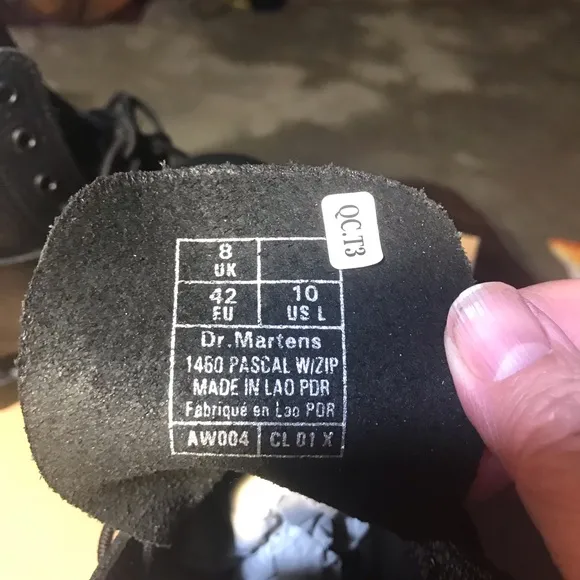 QC.T3
8
UK
42 10
EU US L
Dr.Martens
1460 PASCAL W/ZIP
MADE IN LAO PDR
Fabriqué en Lao PDR
AW004 CL 01 X